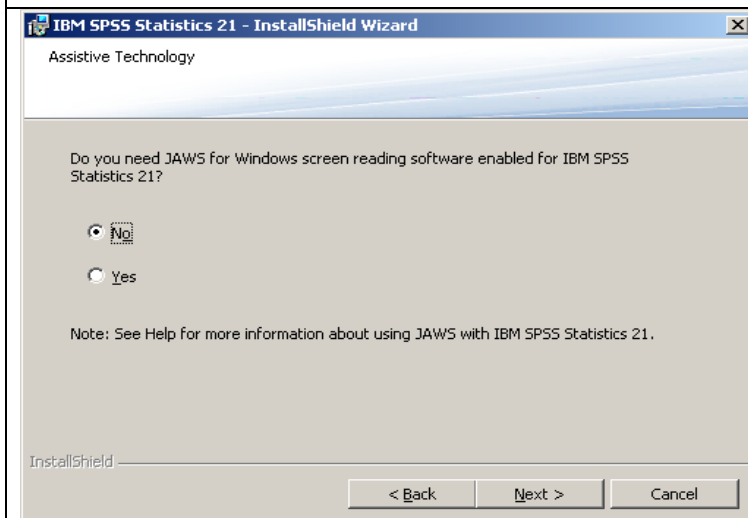 IBM SPSS Statistics 21 - InstallShield Wizard
Assistive Technology
Do you need JAWS for Windows screen reading software enabled for IBM SPSS
Statistics 21?
No
Yes
Note: See Help for more information about using JAWS with IBM SPSS Statistics 21.
InstallShield
< Back Next > Cancel